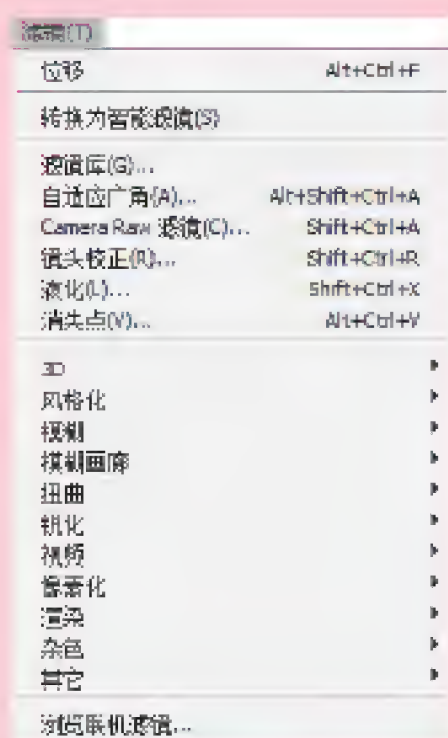 滤镜(T)
位移 Alt+Ctrl+F
转换为智能滤镜(S)
滤镜库(G)...
自适应广角(A)... Alt+Shift+Ctrl+A
Camera Raw 滤镜(C)... Shift+Ctrl+A
镜头校正(R)... Shift+Ctrl+R
液化(L)... Shift+Ctrl+X
消失点(V)... Alt+Ctrl+V
3D
风格化
模糊
模糊画廊
扭曲
锐化
视频
像素化
渲染
杂色
其它
浏览联机滤镜...